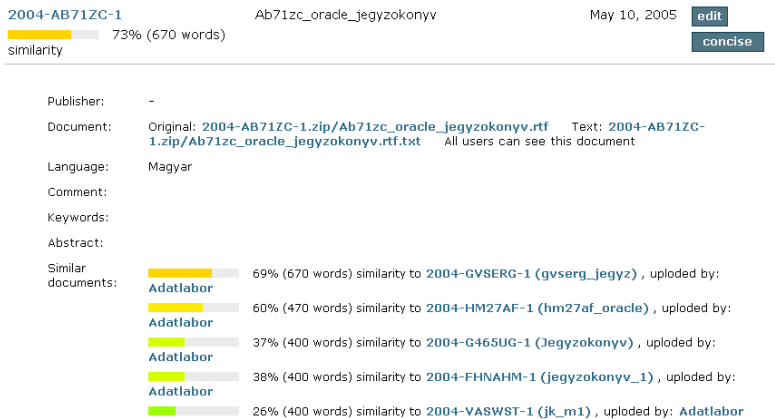 2004-AB71ZC-1 Ab71zc_oracle_jegyzokonyv May 10, 2005 edit
73% (670 words) concise
similarity
Publisher: -
Document: Original: 2004-AB71ZC-1.zip/Ab71zc_oracle_jegyzokonyv.rtf Text: 2004-AB71ZC-
1.zip/Ab71zc_oracle_jegyzokonyv.rtf.txt All users can see this document
Language: Magyar
Comment:
Keywords:
Abstract:
Similar 69% (670 words) similarity to 2004-GVSERG-1 (gvserg_jegyz) , uploded by:
documents: Adatlabor
60% (470 words) similarity to 2004-HM27AF-1 (hm27af_oracle) , uploded by:
Adatlabor
37% (400 words) similarity to 2004-G465UG-1 (Jegyzokonyv) , uploded by:
Adatlabor
38% (400 words) similarity to 2004-FHNAHM-1 (jegyzokonyv_1) , uploded by:
Adatlabor
26% (400 words) similarity to 2004-VASWST-1 (jk_m1) , uploded by: Adatlabor